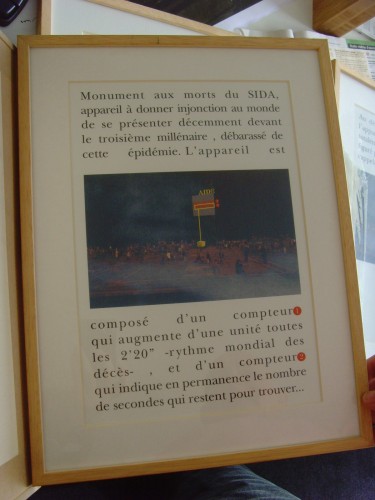 Monument aux morts du SIDA,
appareil à donner injonction au monde
de se présenter décemment devant
le troisième millénaire , débarassé de
cette épidémie. L'appareil est
composé d'un compteur 1
qui augmente d'une unité toutes
les 2'20" -rythme mondial des
décès- , et d'un compteur 2
qui indique en permanence le nombre
de secondes qui restent pour trouver...